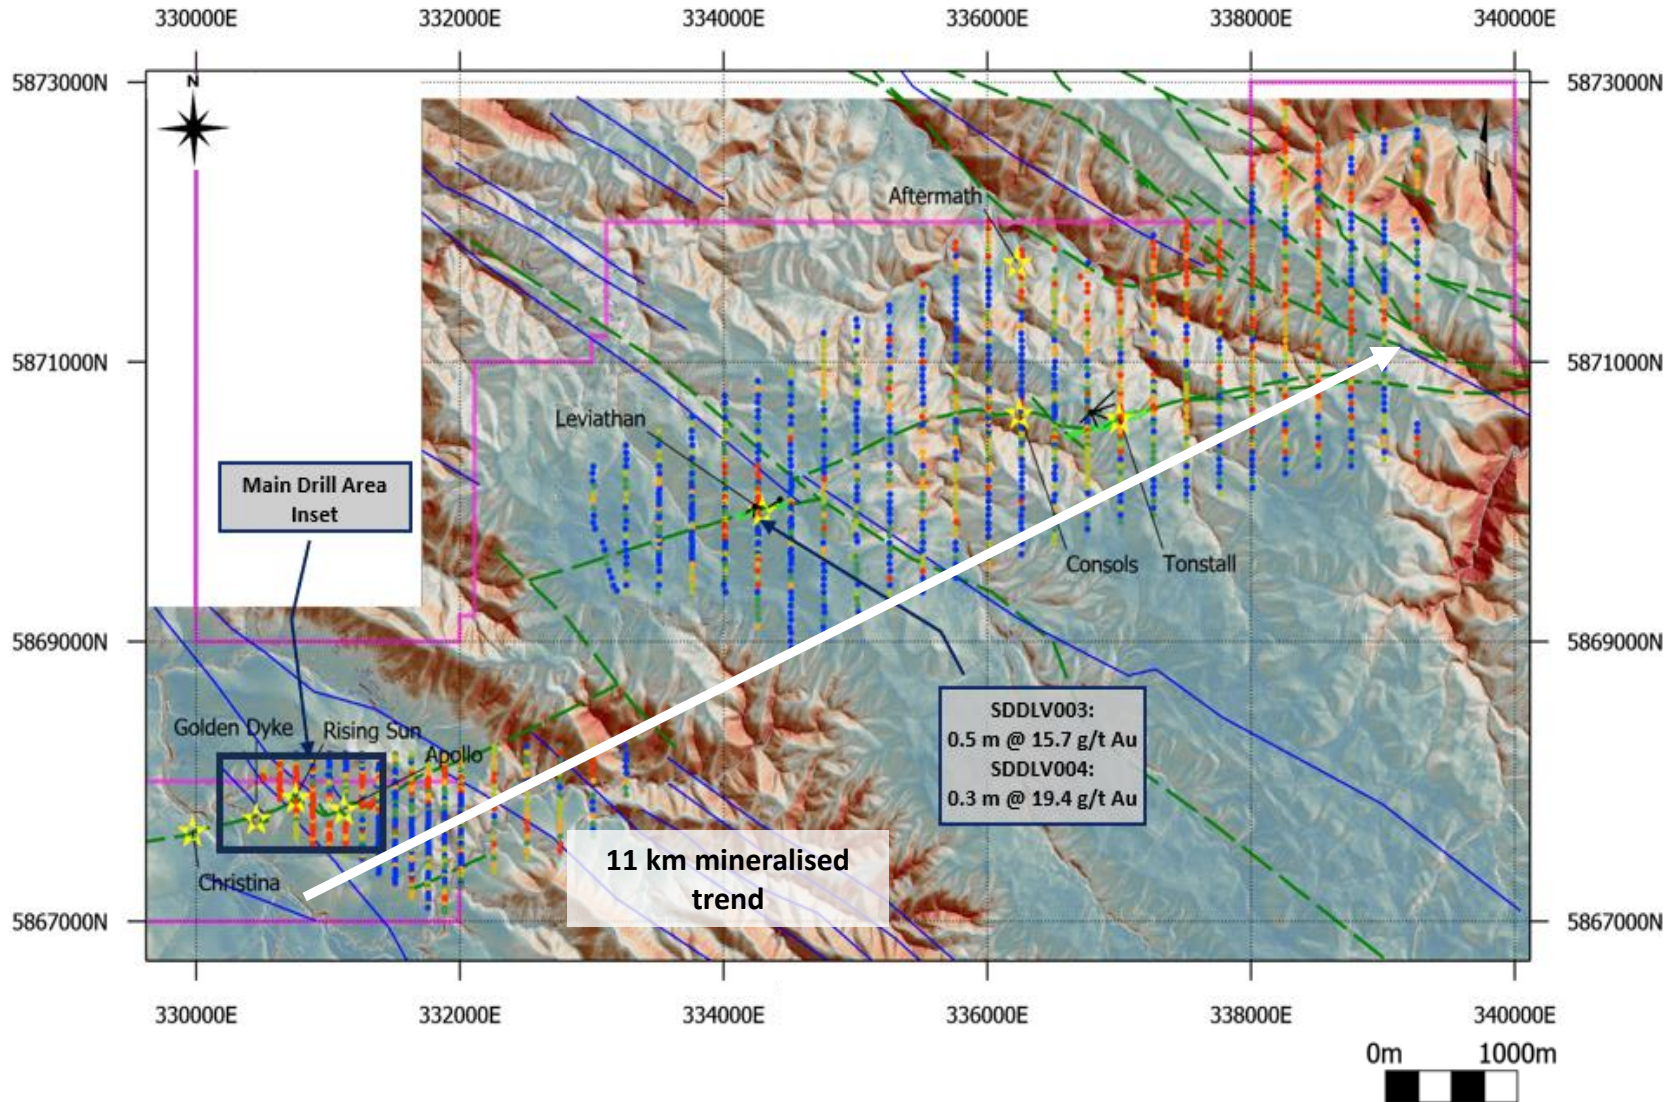 330000E 332000E 334000E 336000E 338000E 340000E
5873000N
5873000N
N
Aftermath
5871000N
5871000N
Leviathan
Main Drill Area
Inset
Consols
Tonstall
5869000N
5869000N
SDDLV003:
0.5 m @ 15.7 g/t Au
SDDLV004:
0.3 m @ 19.4 g/t Au
Golden Dyke
Rising Sun
Apollo
11 km mineralised
trend
Christina
5867000N
5867000N
330000E 332000E 334000E 336000E 338000E 340000E
0m 1000m